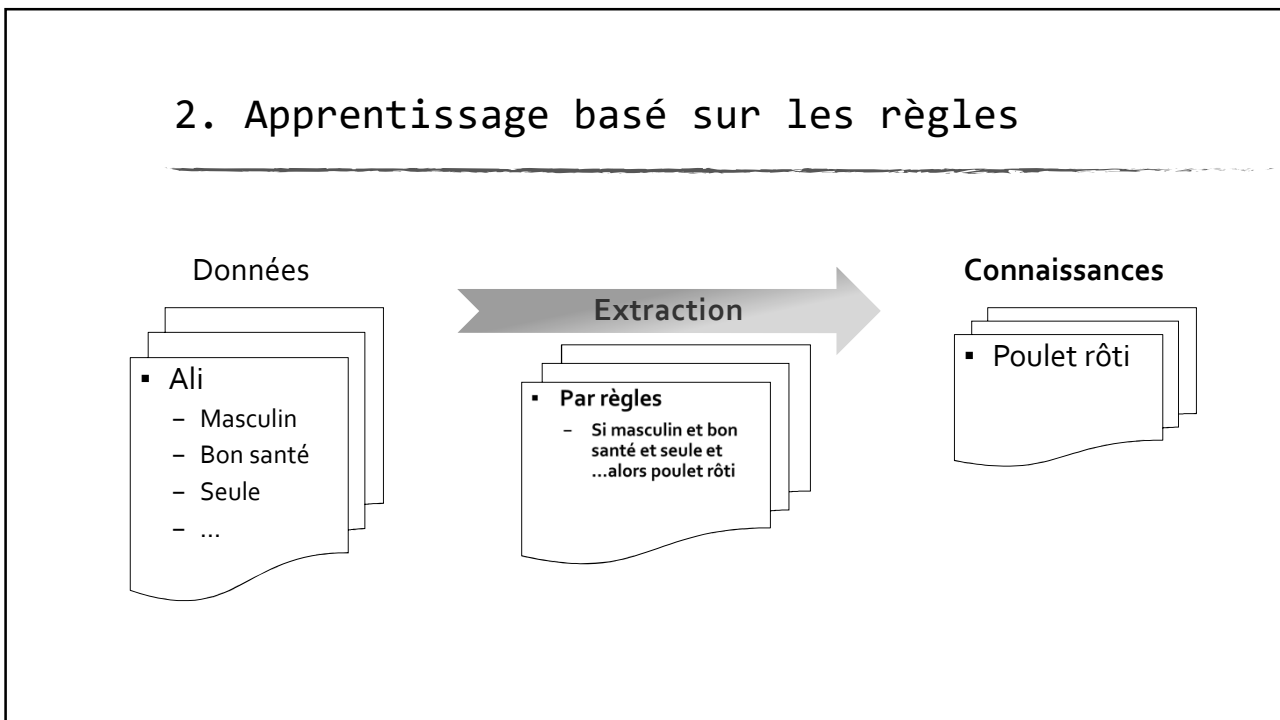 2. Apprentissage basé sur les règles
Données
▪ Ali
– Masculin
– Bon santé
– Seule
– ...
Extraction
▪ Par règles
– Si masculin et bon
santé et seule et
...alors poulet rôti
Connaissances
▪ Poulet rôti